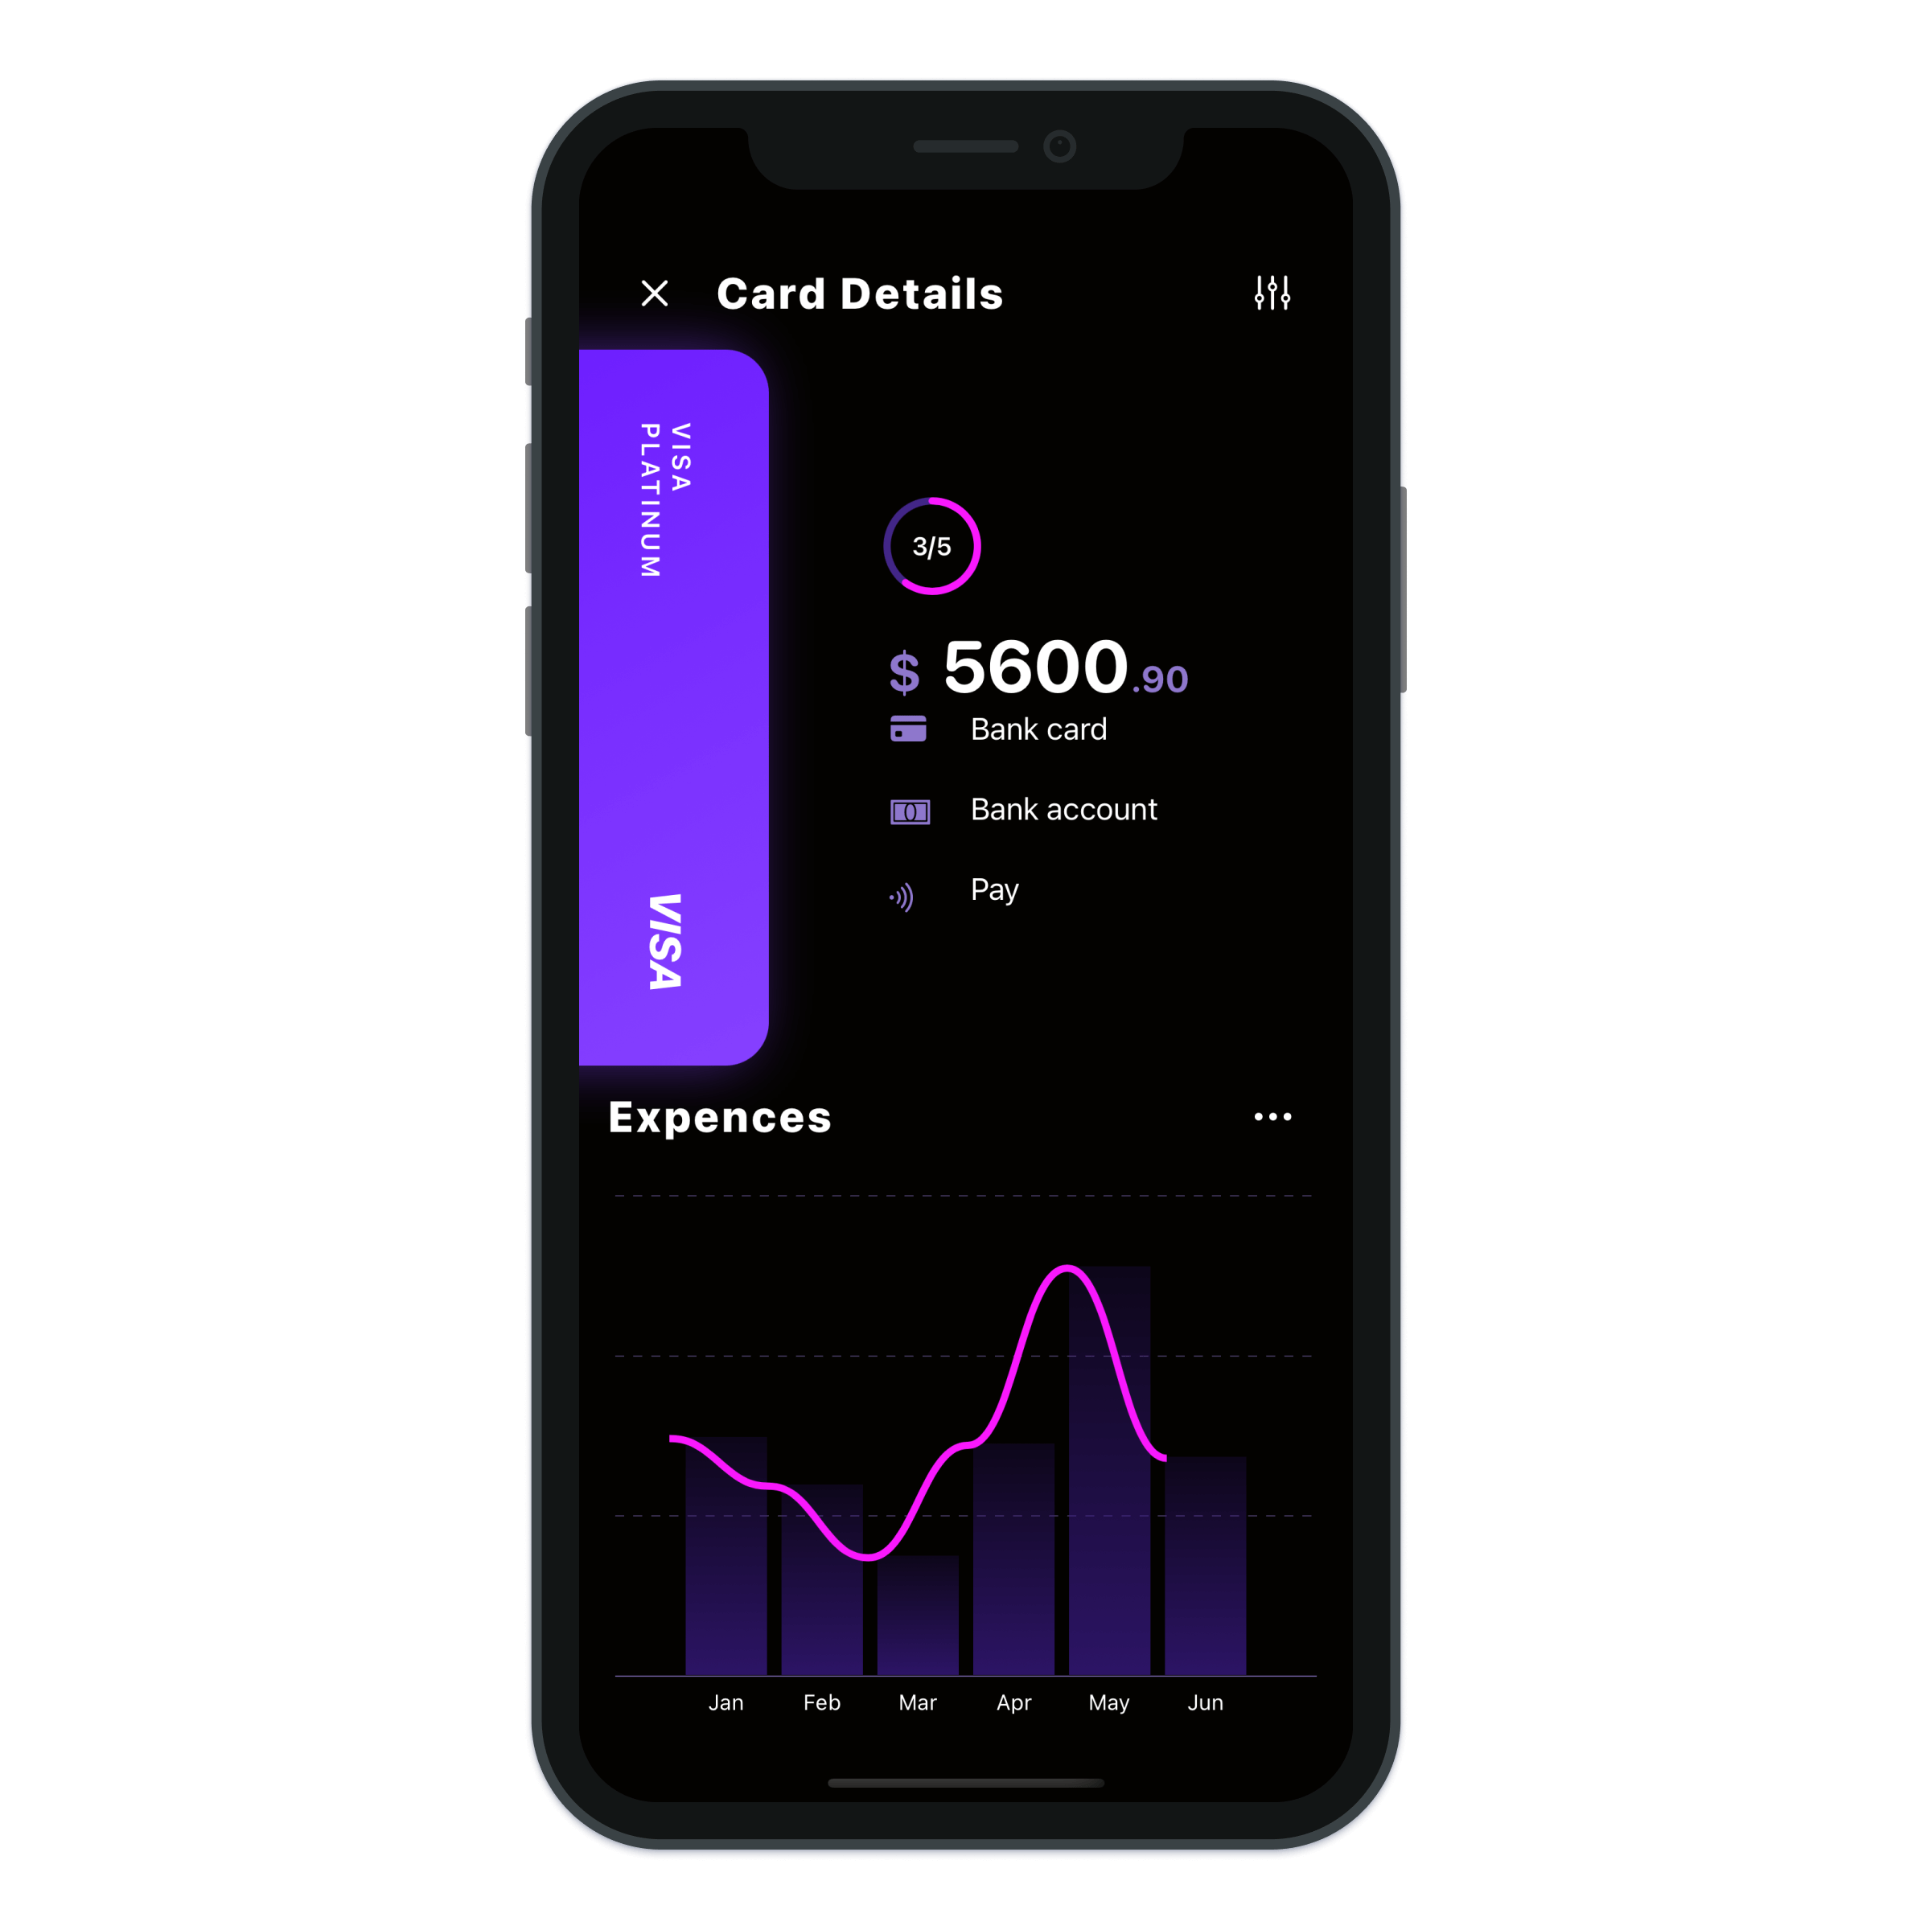 Card Details
VISA
PLATINUM
VISA
3/5
$ 5600.90
Bank card
Bank account
Pay
Expences
Jan Feb Mar Apr May Jun